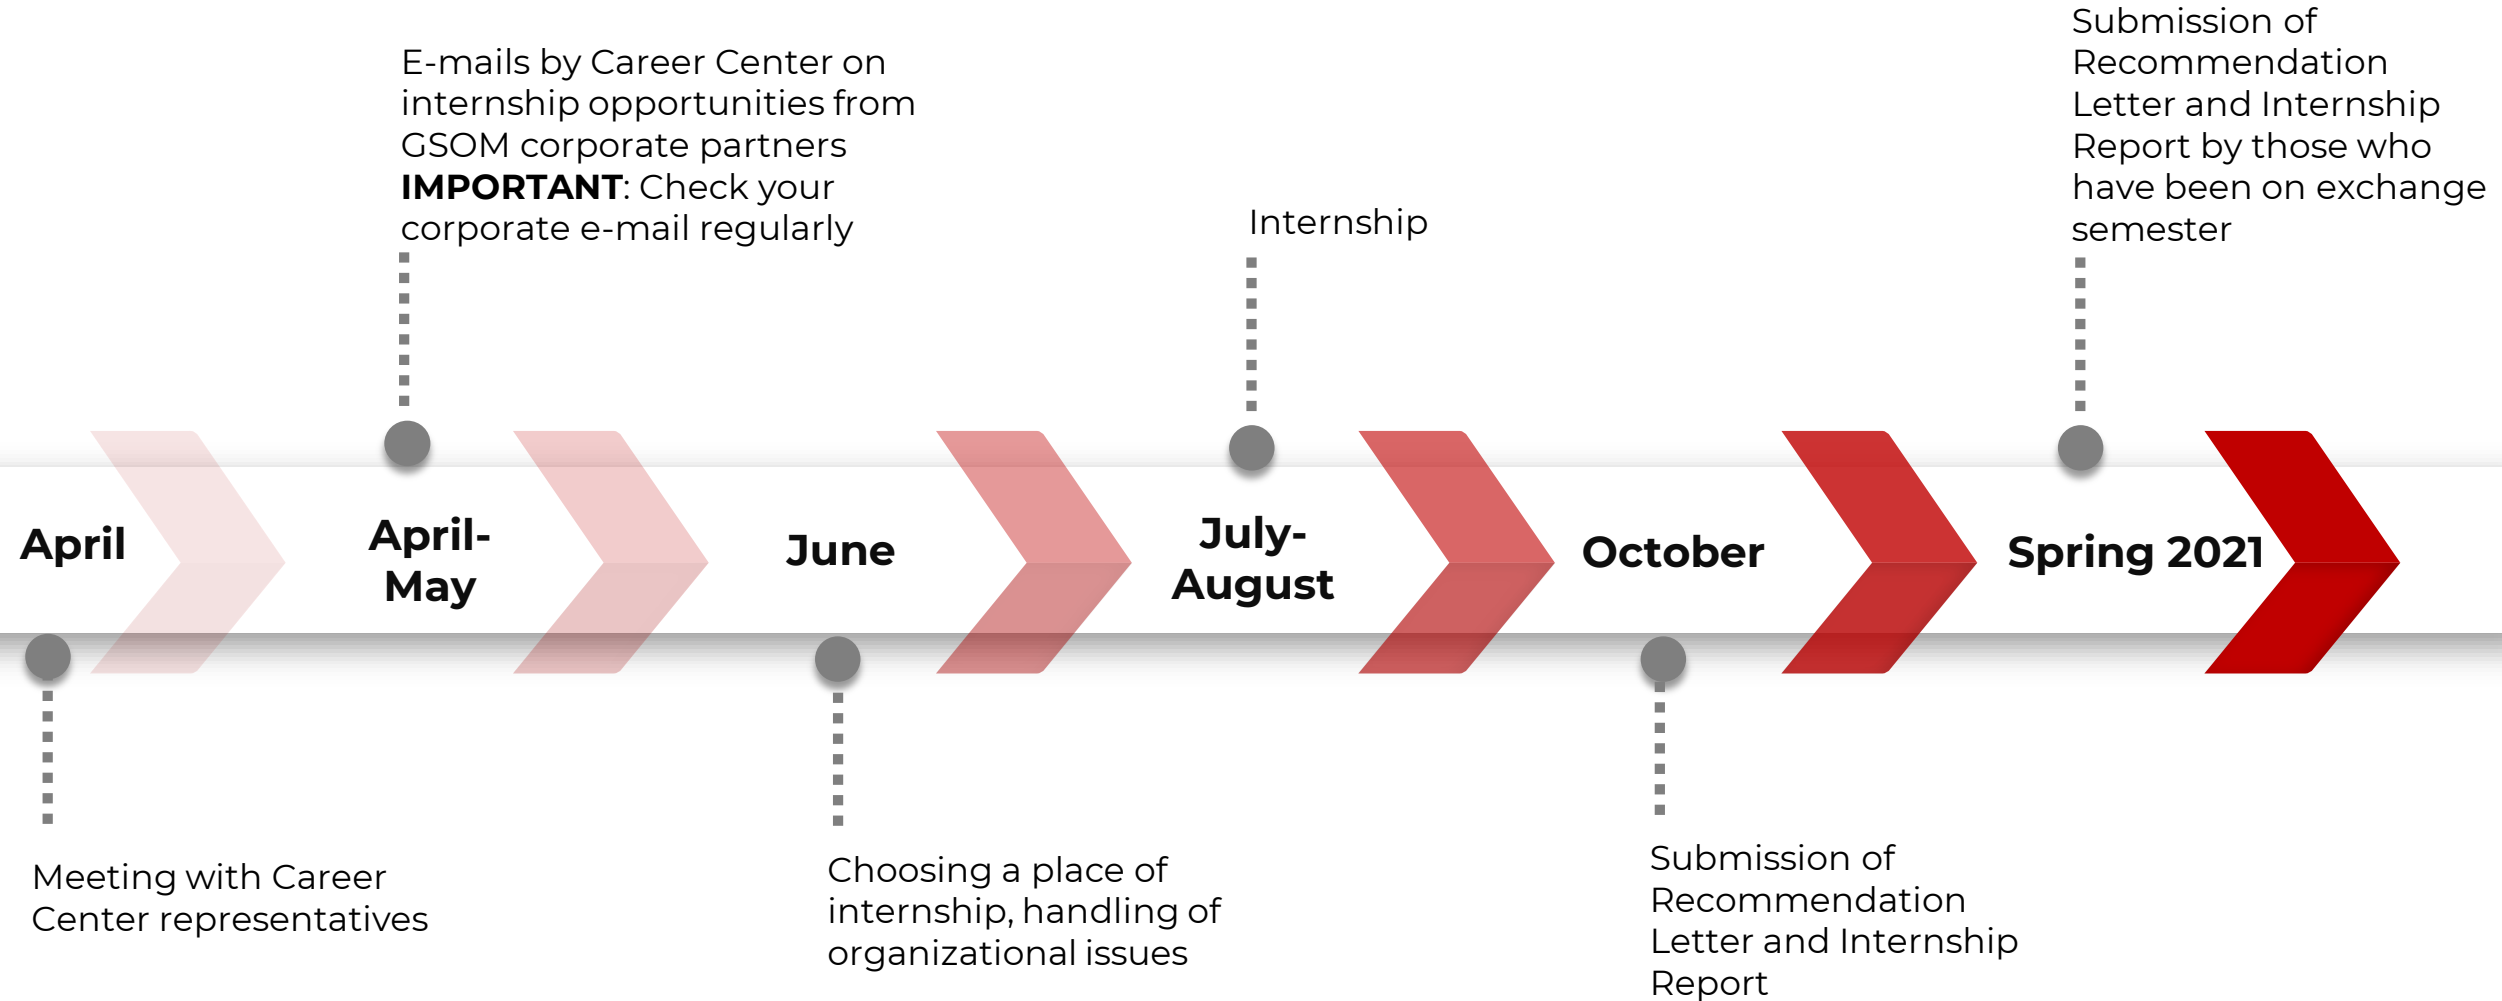 E-mails by Career Center on
internship opportunities from
GSOM corporate partners
IMPORTANT: Check your
corporate e-mail regularly
Internship
Submission of
Recommendation
Letter and Internship
Report by those who
have been on exchange
semester
April
April-
May
June
July-
August
October
Spring 2021
Meeting with Career
Center representatives
Choosing a place of
internship, handling of
organizational issues
Submission of
Recommendation
Letter and Internship
Report